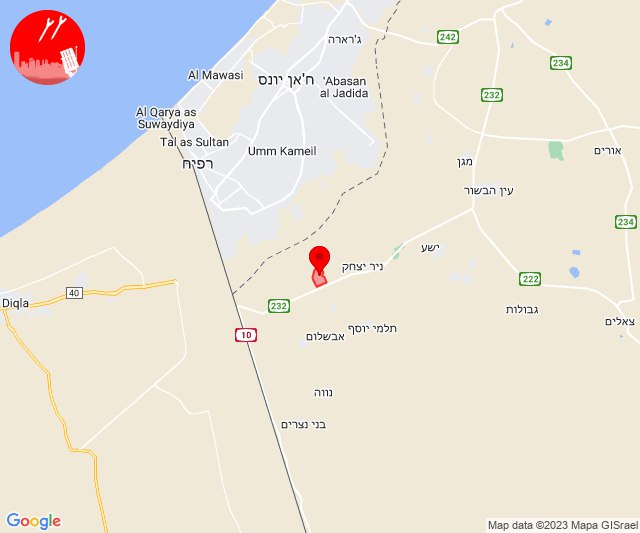 242
ג'רארה
234
Al Mawasi
ח'אן יונס
'Abasan
al Jadida
232
Al Qarya as
Suwaydiya
Tal as Sultan
Umm Kameil
רפיח
מגן
אורים
עין הבשור
234
ישע
ניר יצחק
222
40
Diqla
232
גבולות
צאלים
10
אבשלום
תלמי יוסף
נווה
בני נצרים
Google
Map data ©2023 Mapa GISrael